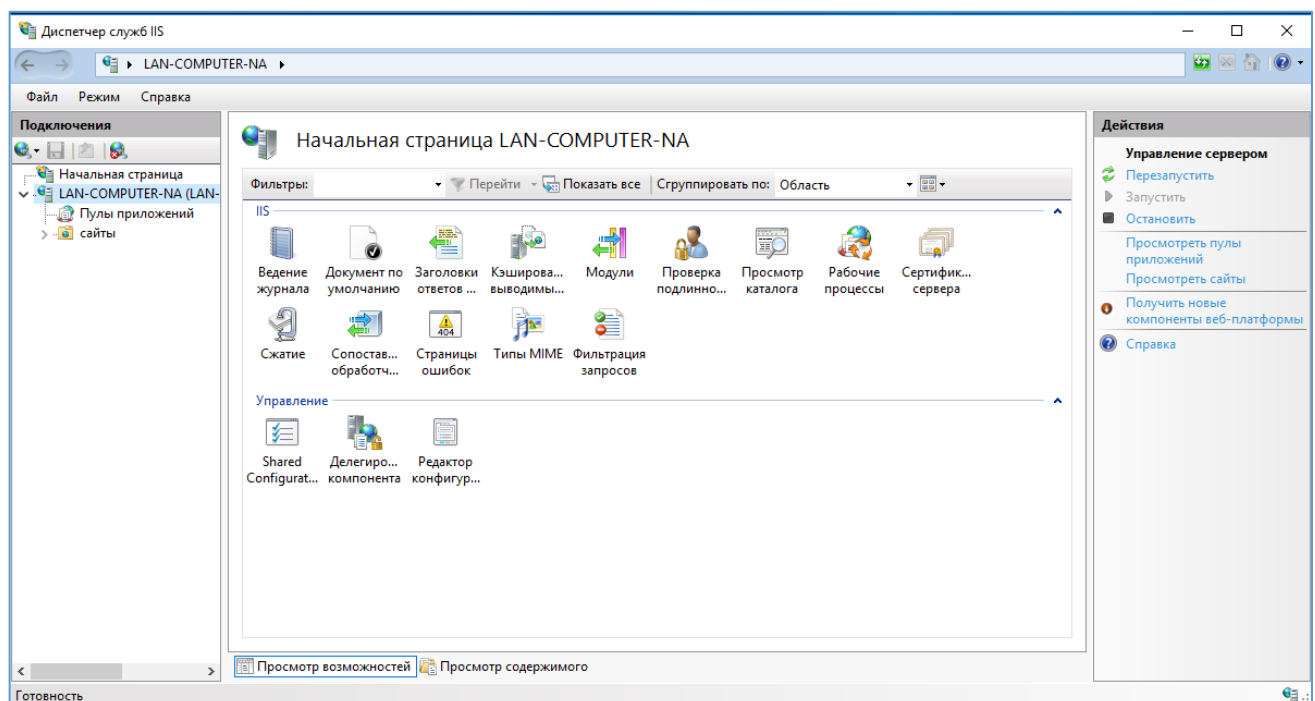 Диспетчер служб IIS
LAN-COMPUTER-NA
Файл Режим Справка
Подключения
Начальная страница
LAN-COMPUTER-NA (LAN-
Пулы приложений
сайты
Начальная страница LAN-COMPUTER-NA
Фильтры: Перейти Показать все Сгруппировать по: Область
IIS
Ведение журнала
Документ по умолчанию
Заголовки ответов ...
Кэширова... выводимы...
Модули
Проверка подлинно...
Просмотр каталога
Рабочие процессы
Сертифик... сервера
Сжатие
Сопостав... обработч...
404
Страницы ошибок
Типы MIME
Фильтрация запросов
Управление
Shared Configurat...
Делегиро... компонента
Редактор конфигур...
Просмотр возможностей Просмотр содержимого
Действия
Управление сервером
Перезапустить
Запустить
Остановить
Просмотреть пулы
приложений
Просмотреть сайты
Получить новые
компоненты веб-платформы
Справка
Готовность